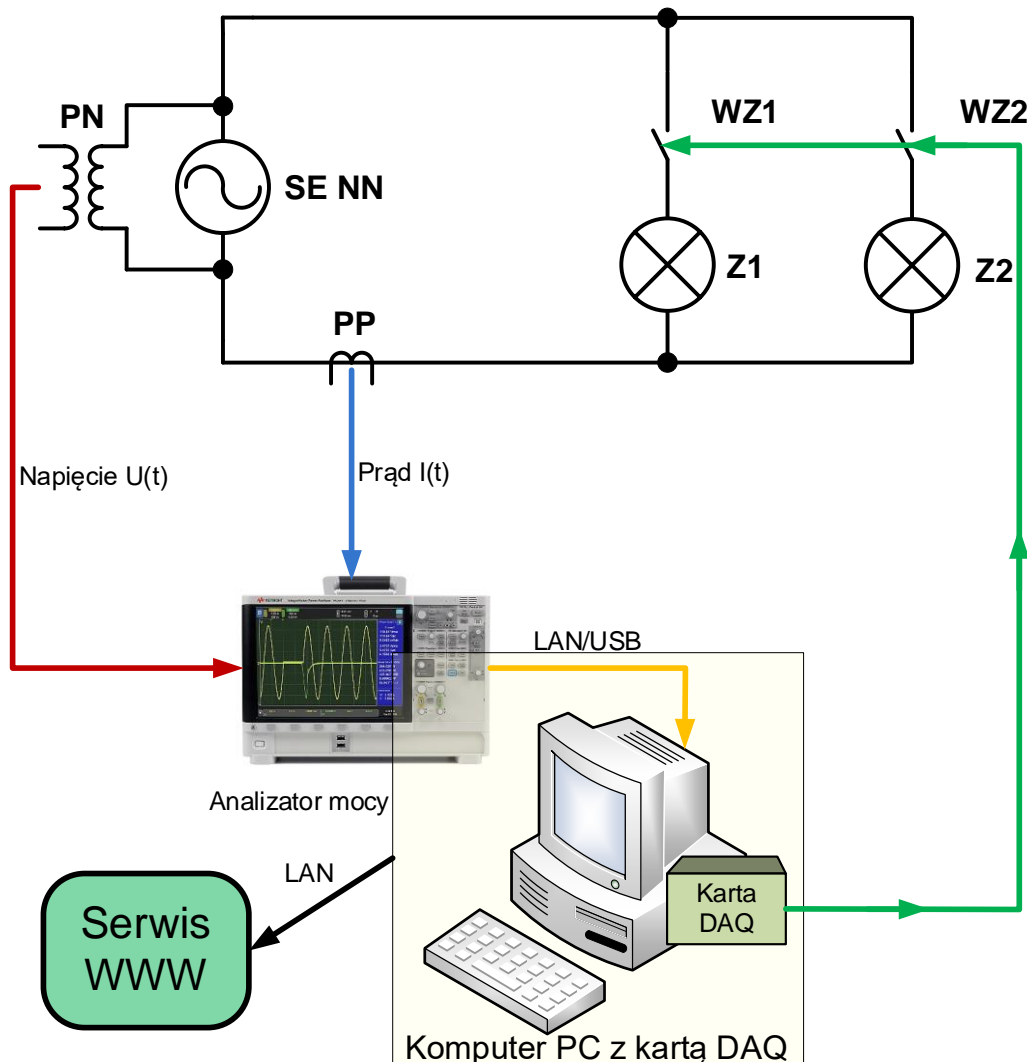 PN
WZ1
WZ2
SE NN
Z1
Z2
PP
Napięcie U(t)
Prąd I(t)
LAN/USB
Analizator mocy
LAN
Serwis
WWW
Karta
DAQ
Komputer PC z kartą DAQ